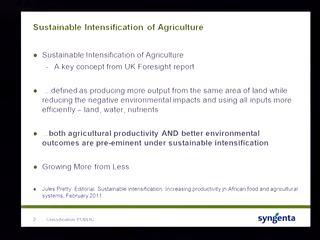 Sustainable Intensification of Agriculture
● Sustainable Intensification of Agriculture
- A key concept from UK Foresight report
● …defined as producing more output from the same area of land while
reducing the negative environmental impacts and using all inputs more
efficiently – land, water, nutrients
● …both agricultural productivity AND better environmental
outcomes are pre-eminent under sustainable intensification
● Growing More from Less
● Jules Pretty: Editorial. Sustainable intensification: Increasing productivity in African food and agricultural
systems, February 2011
2 Classification: PUBLIC
syngenta